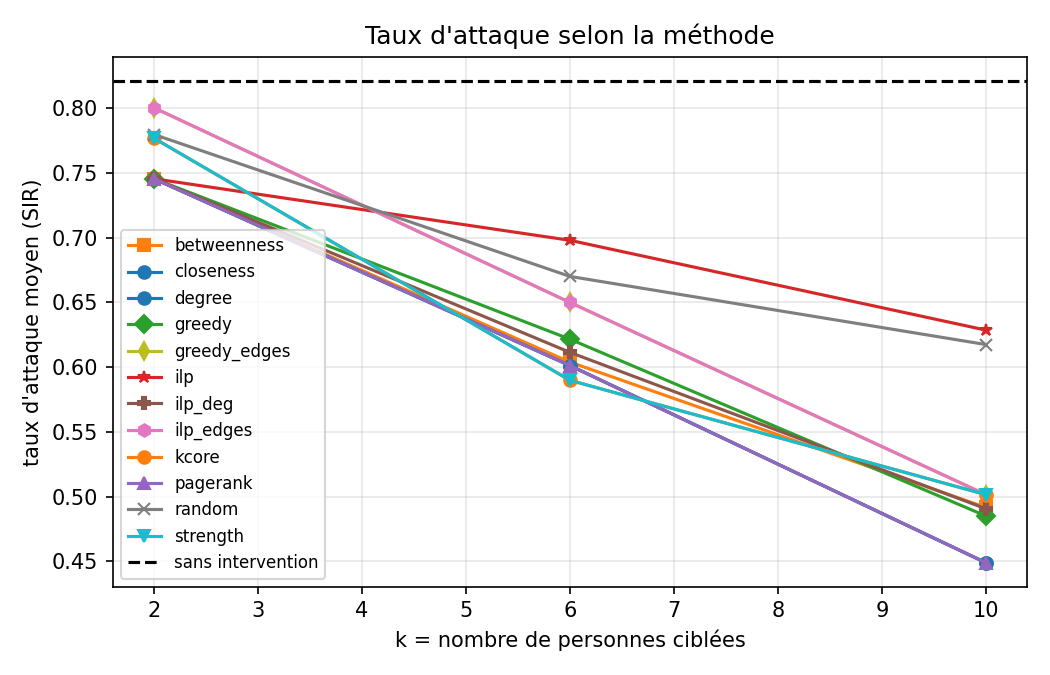 Taux d'attaque selon la méthode
taux d'attaque moyen (SIR)
0.80
0.75
0.70
0.65
0.60
0.55
0.50
0.45
betweenness
closeness
degree
greedy
greedy_edges
ilp
ilp_deg
ilp_edges
kcore
pagerank
random
strength
sans intervention
2 3 4 5 6 7 8 9 10
k = nombre de personnes ciblées